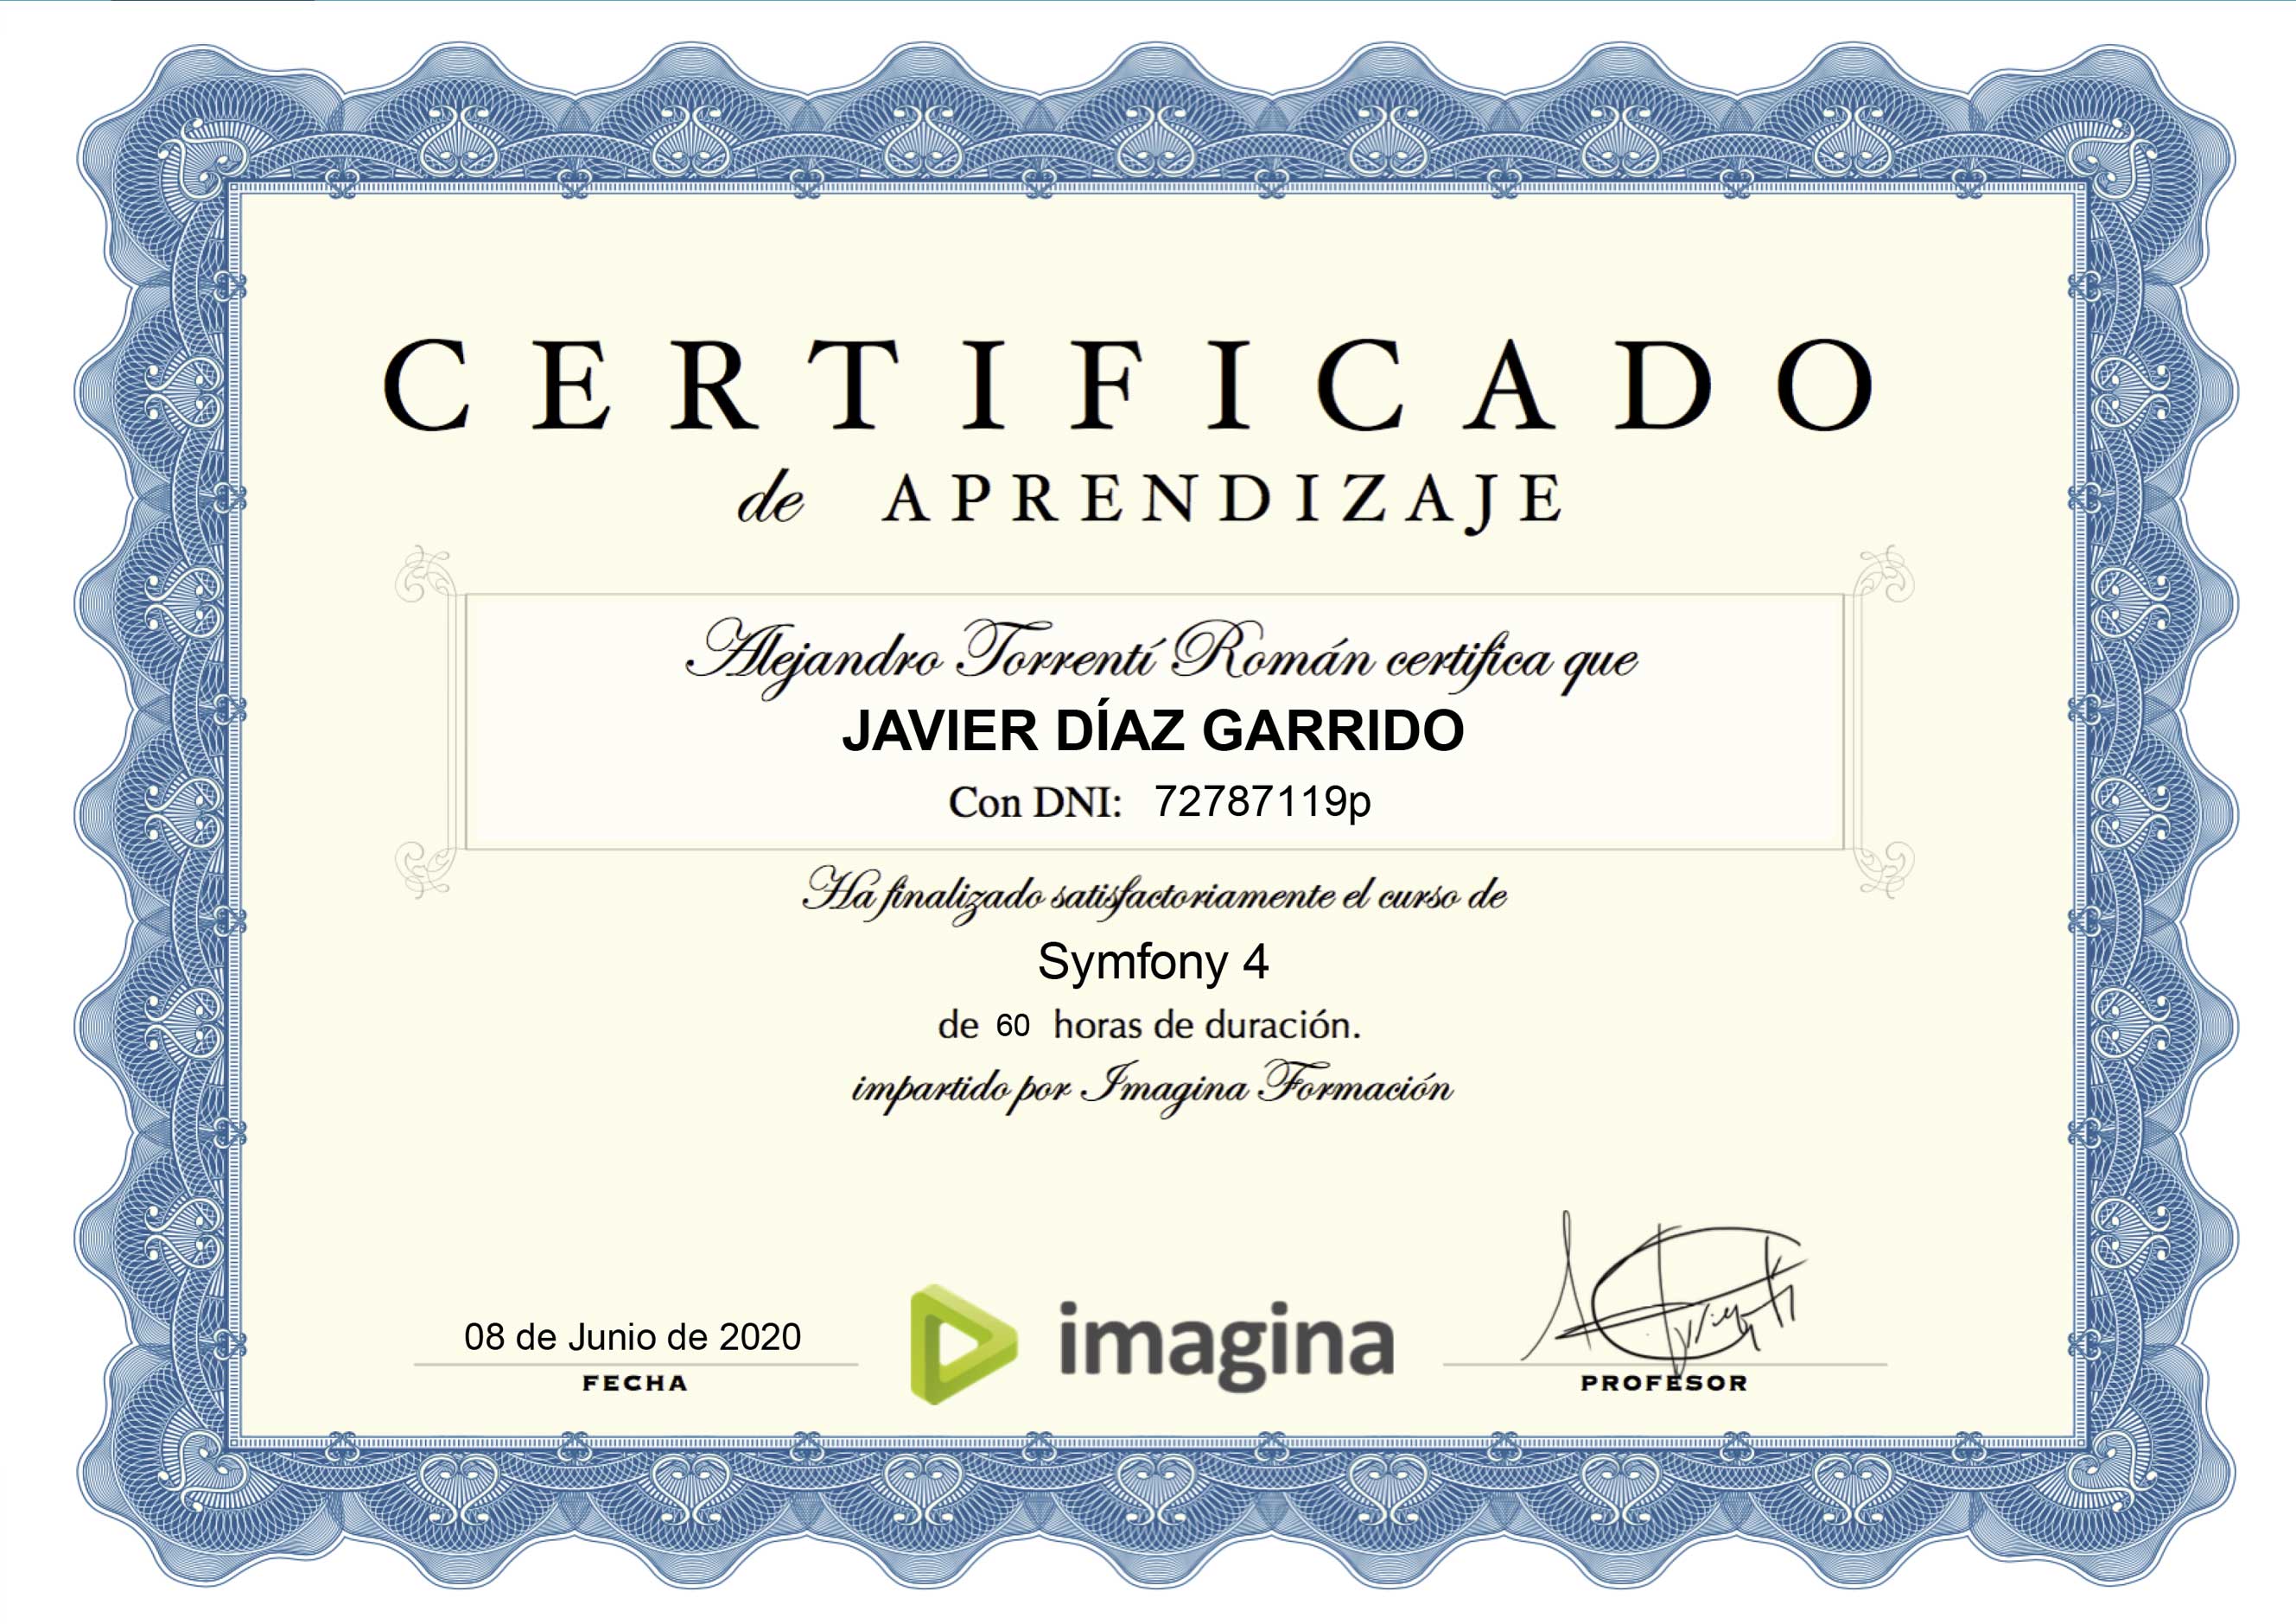 CERTIFICADO
de APRENDIZAJE
Alejandro Torrentí Román certifica que
JAVIER DÍAZ GARRIDO
Con DNI: 72787119p
Ha finalizado satisfactoriamente el curso de
Symfony 4
de 60 horas de duración.
impartido por Imagina Formación
08 de Junio de 2020
FECHA
imagina
PROFESOR